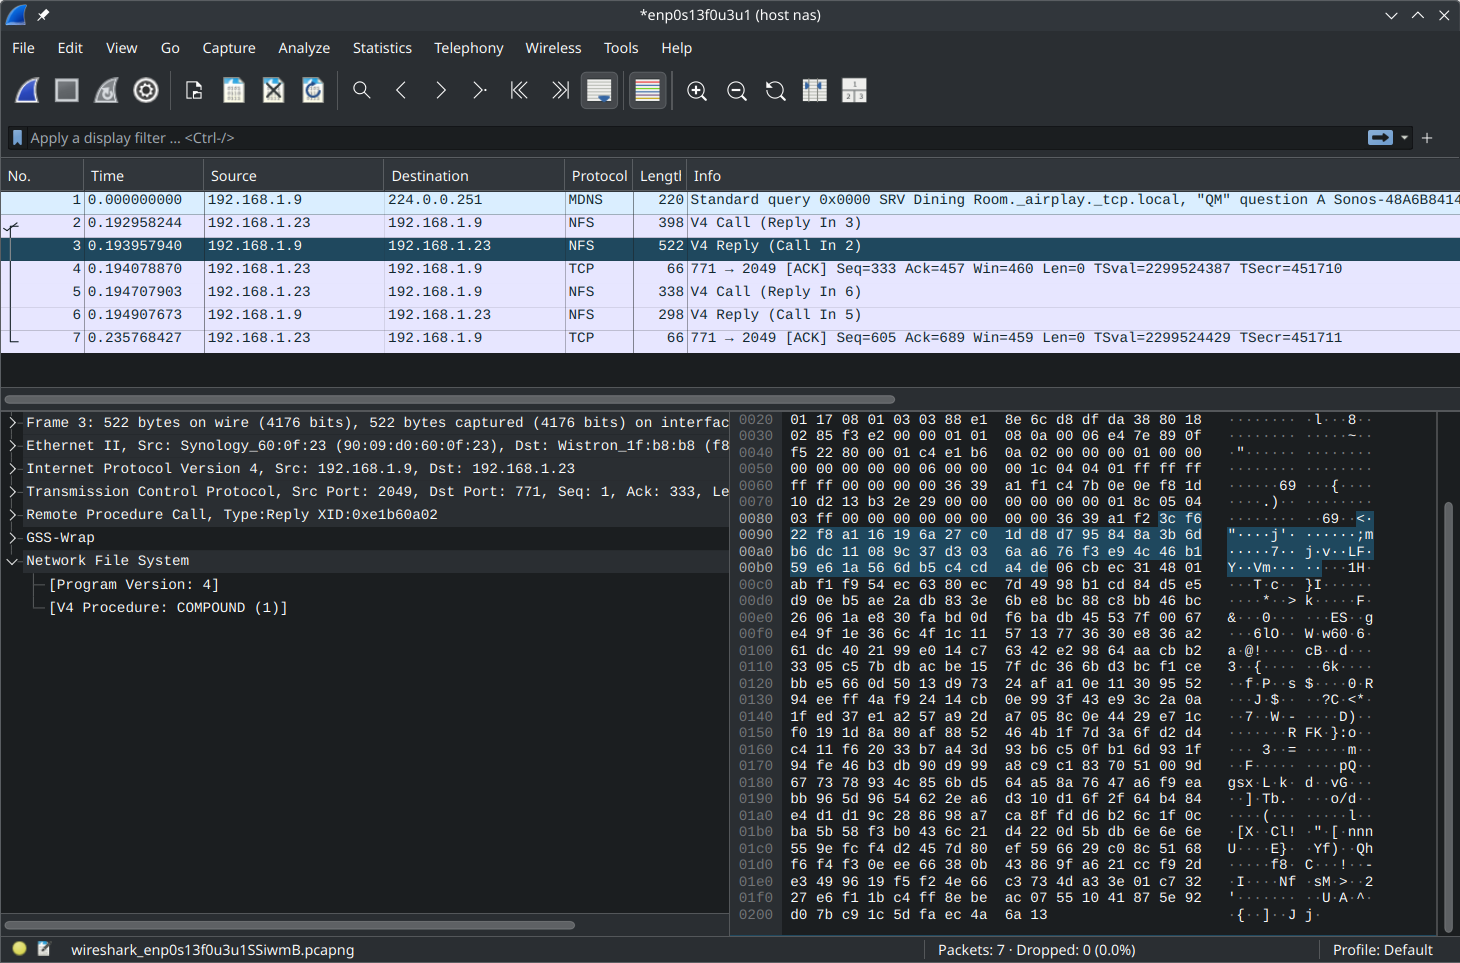 *enp0s13f0u3u1 (host nas)
File Edit View Go Capture Analyze Statistics Telephony Wireless Tools Help
Apply a display filter ... <Ctrl-/>
No. Time Source Destination Protocol Lengtl Info
1 0.000000000 192.168.1.9 224.0.0.251 MDNS 220 Standard query 0x0000 SRV Dining Room._airplay._tcp.local, "QM" question A Sonos-48A6B8414
2 0.192958244 192.168.1.23 192.168.1.9 NFS 398 V4 Call (Reply In 3)
3 0.193957940 192.168.1.9 192.168.1.23 NFS 522 V4 Reply (Call In 2)
4 0.194078870 192.168.1.23 192.168.1.9 TCP 66 771 → 2049 [ACK] Seq=333 Ack=457 Win=460 Len=0 TSval=2299524387 TSecr=451710
5 0.194707903 192.168.1.23 192.168.1.9 NFS 338 V4 Call (Reply In 6)
6 0.194907673 192.168.1.9 192.168.1.23 NFS 298 V4 Reply (Call In 5)
7 0.235768427 192.168.1.23 192.168.1.9 TCP 66 771 → 2049 [ACK] Seq=605 Ack=689 Win=459 Len=0 TSval=2299524429 TSecr=451711
Frame 3: 522 bytes on wire (4176 bits), 522 bytes captured (4176 bits) on interfac
Ethernet II, Src: Synology_60:0f:23 (90:09:d0:60:0f:23), Dst: Wistron_1f:b8:b8 (f8
Internet Protocol Version 4, Src: 192.168.1.9, Dst: 192.168.1.23
Transmission Control Protocol, Src Port: 2049, Dst Port: 771, Seq: 1, Ack: 333, Le
Remote Procedure Call, Type:Reply XID:0xe1b60a02
GSS-Wrap
Network File System
[Program Version: 4]
[V4 Procedure: COMPOUND (1)]
0020 01 17 08 01 03 03 88 e1 8e 6c d8 df da 38 80 18 ·········l···8··
0030 02 85 f3 e2 00 00 01 01 08 0a 00 06 e4 7e 89 0f ·············~··
0040 f5 22 80 00 01 c4 e1 b6 0a 02 00 00 00 01 00 00 ·"··············
0050 00 00 00 00 00 06 00 00 00 1c 04 04 01 ff ff ff ················
0060 ff ff 00 00 00 00 36 39 a1 f1 c4 7b 0e 0e f8 1d ······69···{····
0070 10 d2 13 b3 2e 29 00 00 00 00 00 00 01 8c 05 04 ····.)··········
0080 03 ff 00 00 00 00 00 00 00 00 36 39 a1 f2 3c f6 ··········69··<·
0090 22 f8 a1 16 19 6a 27 c0 1d d8 d7 95 84 8a 3b 6d "····j'·······;m
00a0 b6 dc 11 08 9c 37 d3 03 6a a6 76 f3 e9 4c 46 b1 ·····7··j·v··LF·
00b0 59 e6 1a 56 6d b5 c4 cd a4 de 06 cb ec 31 48 01 Y··Vm········1H·
00c0 ab f1 f9 54 ec 63 80 ec 7d 49 98 b1 cd 84 d5 e5 ···T·c··}I······
00d0 d9 0e b5 ae 2a db 83 3e 6b e8 bc 88 c8 bb 46 bc ····*··>k·····F·
00e0 26 06 1a e8 30 fa bd 0d f6 ba db 45 53 7f 00 67 &···0······ES··g
00f0 e4 9f 1e 36 6c 4f 1c 11 57 13 77 36 30 e8 36 a2 ···6lO··W·w60·6·
0100 61 dc 40 21 99 e0 14 c7 63 42 e2 98 64 aa cb b2 a·@!····cB··d···
0110 33 05 c5 7b db ac be 15 7f dc 36 6b d3 bc f1 ce 3··{······6k····
0120 bb e5 66 0d 50 13 d9 73 24 af a1 0e 11 30 95 52 ··f·P··s$····0·R
0130 94 ee ff 4a f9 24 14 cb 0e 99 3f 43 e9 3c 2a 0a ···J·$····?C·<*·
0140 1f ed 37 e1 a2 57 a9 2d a7 05 8c 0e 44 29 e7 1c ··7··W·-····D)··
0150 f0 19 1d 8a 80 af 88 52 46 4b 1f 7d 3a 6f d2 d4 ·······RFK·}:o··
0160 c4 11 f6 20 33 b7 a4 3d 93 b6 c5 0f b1 6d 93 1f ··· 3··=·····m··
0170 94 fe 46 b3 db 90 d9 99 a8 c9 c1 83 70 51 00 9d ··F·········pQ··
0180 67 73 78 93 4c 85 6b d5 64 a5 8a 76 47 a6 f9 ea gsx·L·k·d··vG···
0190 bb 96 5d 96 54 62 2e a6 d3 10 d1 6f 2f 64 b4 84 ··]·Tb.····o/d··
01a0 e4 d1 d1 9c 28 86 98 a7 ca 8f fd d6 b2 6c 1f 0c ····(········l··
01b0 ba 5b 58 f3 b0 43 6c 21 d4 22 0d 5b db 6e 6e 6e ·[X··Cl!·"·[·nnn
01c0 55 9e fc f4 d2 45 7d 80 ef 59 66 29 c0 8c 51 68 U····E}··Yf)··Qh
01d0 f6 f4 f3 0e ee 66 38 0b 43 86 9f a6 21 cc f9 2d ·····f8·C···!··-
01e0 e3 49 96 19 f5 f2 4e 66 c3 73 4d a3 3e 01 c7 32 ·I····Nf·sM·>··2
01f0 27 e6 f1 1b c4 ff 8e be ac 07 55 10 41 87 5e 92 '·········U·A·^·
0200 d0 7b c9 1c 5d fa ec 4a 6a 13 ·{··]··Jj·
wireshark_enp0s13f0u3u1SSiwmB.pcapng
Packets: 7 · Dropped: 0 (0.0%)
Profile: Default